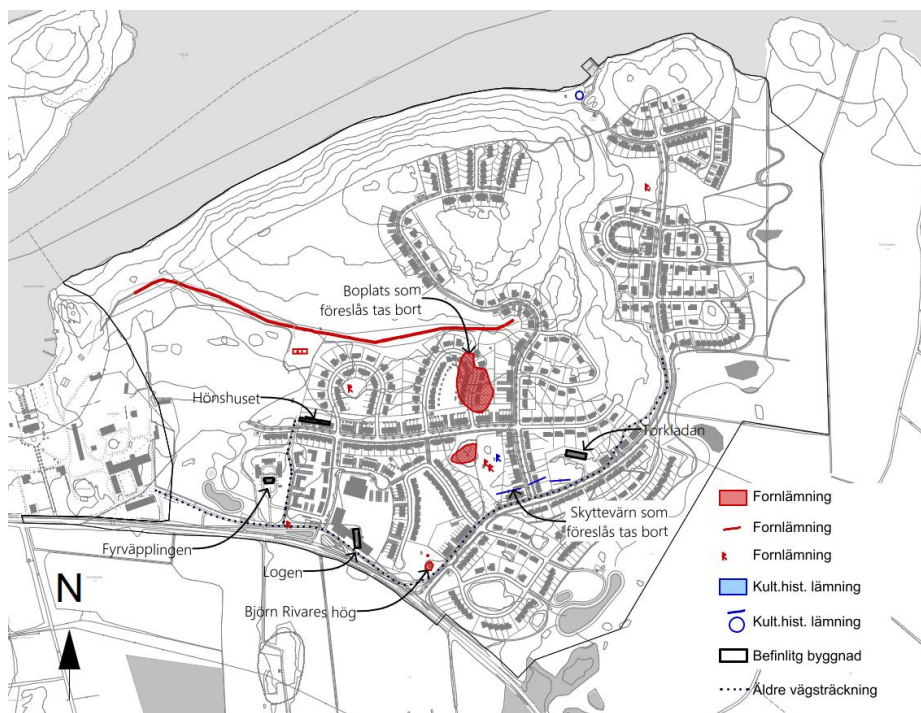 Boplats som
föreslås tas bort
Hönshuset
Torkladan
Skyttevärn som
föreslås tas bort
Fyrväpplingen
Logen
Björn Rivares hög
N
Fornlämning
Fornlämning
R Fornlämning
Kult.hist. lämning
Kult.hist. lämning
Befinlitg byggnad
Äldre vägsträckning